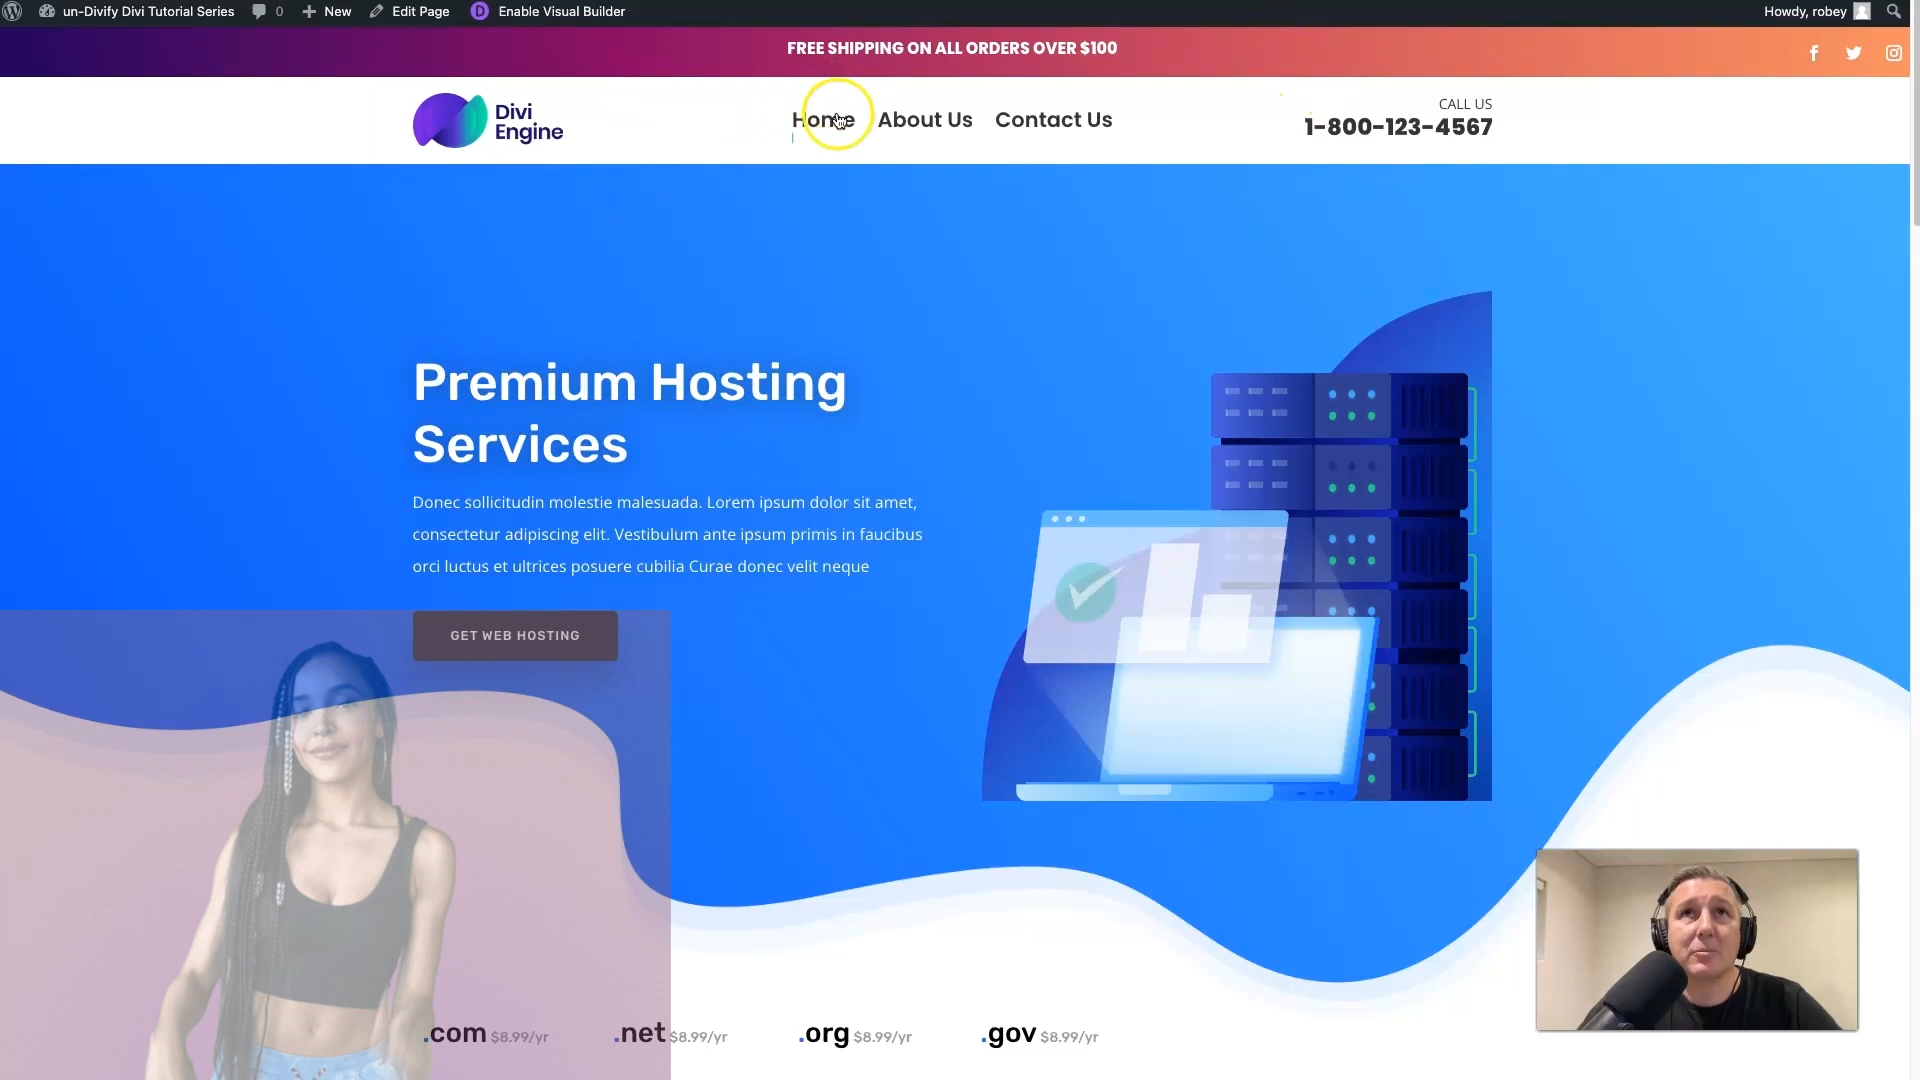 un-Divify Divi Tutorial Series 0 New Edit Page D Enable Visual Builder Howdy, robey
FREE SHIPPING ON ALL ORDERS OVER $100
Divi
Engine
Home About Us Contact Us
CALL US
1-800-123-4567
Premium Hosting
Services
Donec sollicitudin molestie malesuada. Lorem ipsum dolor sit amet,
consectetur adipiscing elit. Vestibulum ante ipsum primis in faucibus
orci luctus et ultrices posuere cubilia Curae donec velit neque
GET WEB HOSTING
.com $8.99/yr .net $8.99/yr .org $8.99/yr .gov $8.99/yr